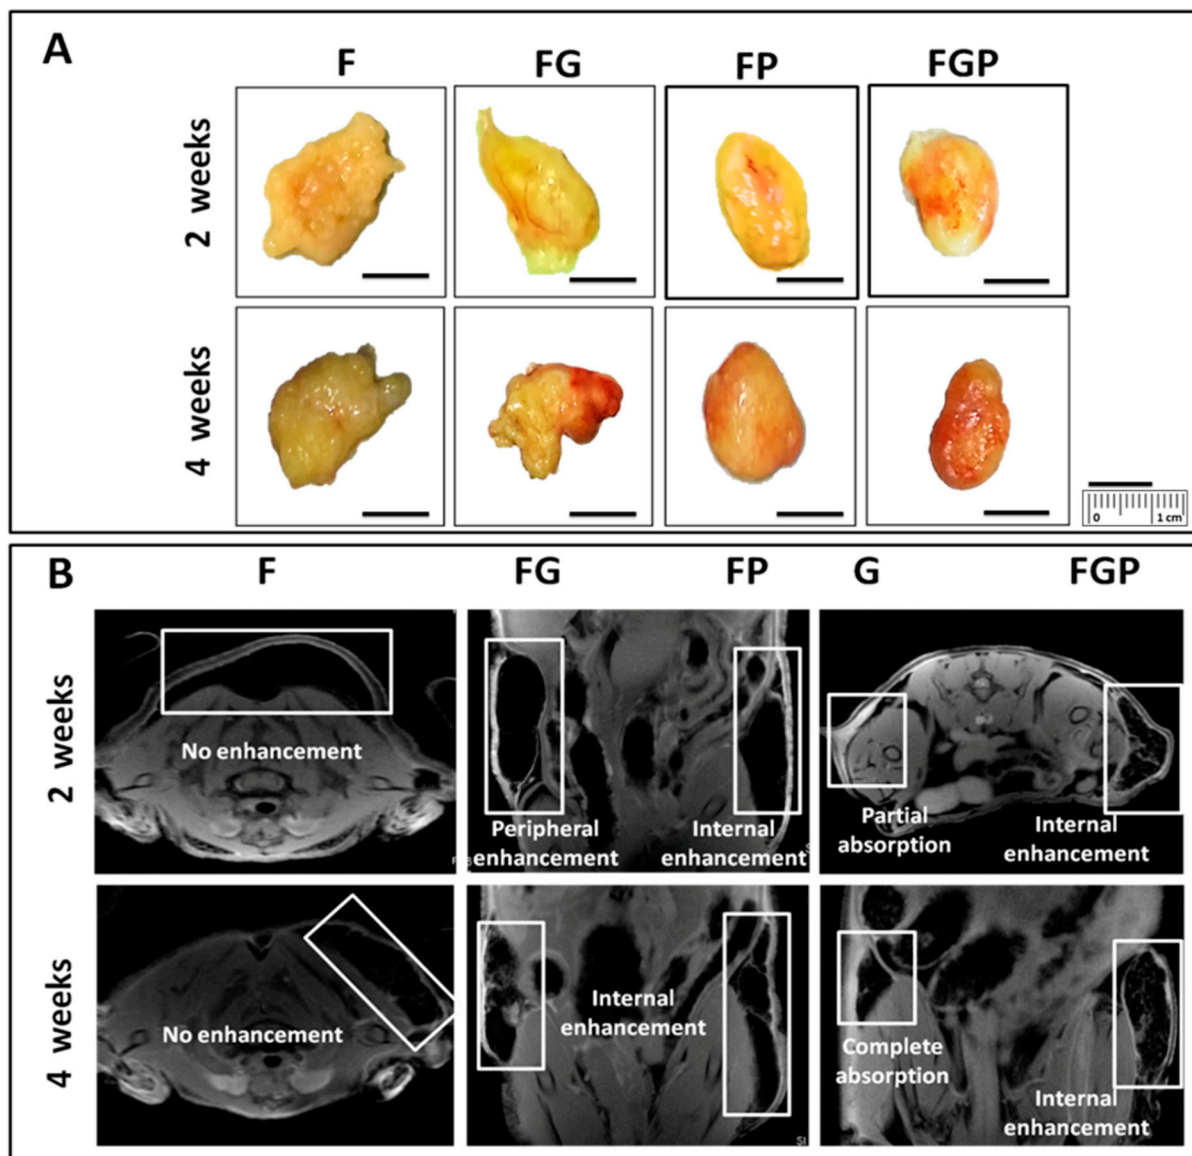 A
F FG FP FGP
2 weeks
4 weeks
0 1 cm
B
F FG FP G FGP
2 weeks
No enhancement
Peripheral
enhancement
Internal
enhancement
Partial
absorption
Internal
enhancement
4 weeks
No enhancement
Internal
enhancement
Complete
absorption
Internal
enhancement
SI